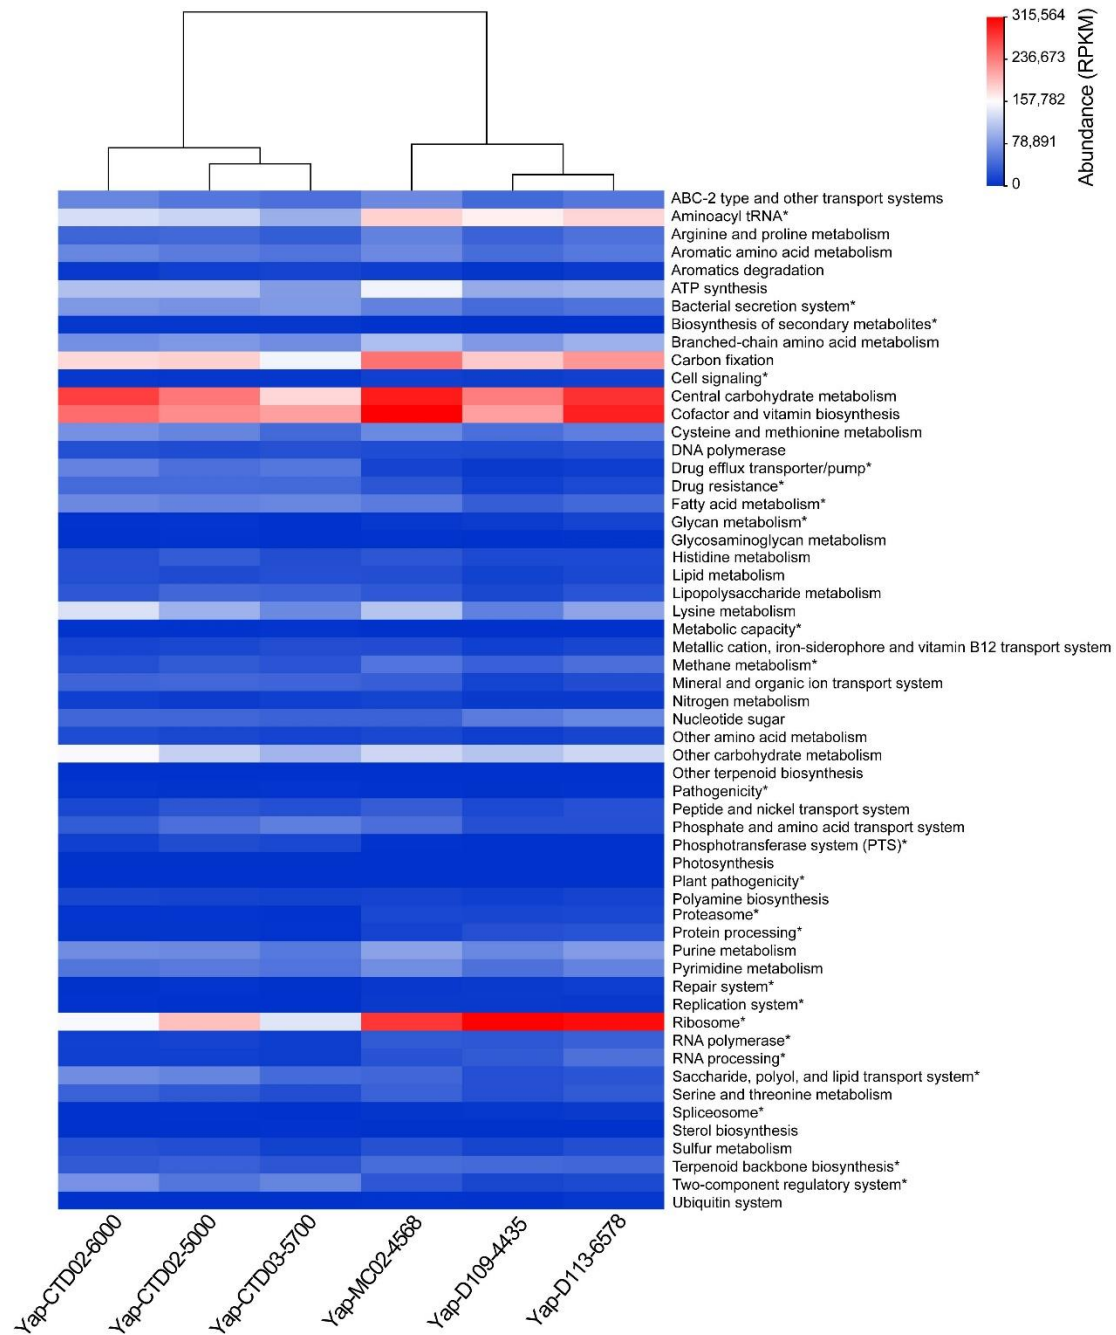 315,564
236,673
157,782
78,891
0
Abundance (RPKM)
ABC-2 type and other transport systems
Aminoacyl tRNA*
Arginine and proline metabolism
Aromatic amino acid metabolism
Aromatics degradation
ATP synthesis
Bacterial secretion system*
Biosynthesis of secondary metabolites*
Branched-chain amino acid metabolism
Carbon fixation
Cell signaling*
Central carbohydrate metabolism
Cofactor and vitamin biosynthesis
Cysteine and methionine metabolism
DNA polymerase
Drug efflux transporter/pump*
Drug resistance*
Fatty acid metabolism*
Glycan metabolism*
Glycosaminoglycan metabolism
Histidine metabolism
Lipid metabolism
Lipopolysaccharide metabolism
Lysine metabolism
Metabolic capacity*
Metallic cation, iron-siderophore and vitamin B12 transport system
Methane metabolism*
Mineral and organic ion transport system
Nitrogen metabolism
Nucleotide sugar
Other amino acid metabolism
Other carbohydrate metabolism
Other terpenoid biosynthesis
Pathogenicity*
Peptide and nickel transport system
Phosphate and amino acid transport system
Phosphotransferase system (PTS)*
Photosynthesis
Plant pathogenicity*
Polyamine biosynthesis
Proteasome*
Protein processing*
Purine metabolism
Pyrimidine metabolism
Repair system*
Replication system*
Ribosome*
RNA polymerase*
RNA processing*
Saccharide, polyol, and lipid transport system*
Serine and threonine metabolism
Spliceosome*
Sterol biosynthesis
Sulfur metabolism
Terpenoid backbone biosynthesis*
Two-component regulatory system*
Ubiquitin system
Yap-CTD02-6000
Yap-CTD02-5000
Yap-CTD03-5700
Yap-MC02-4568
Yap-D109-4435
Yap-D113-6578